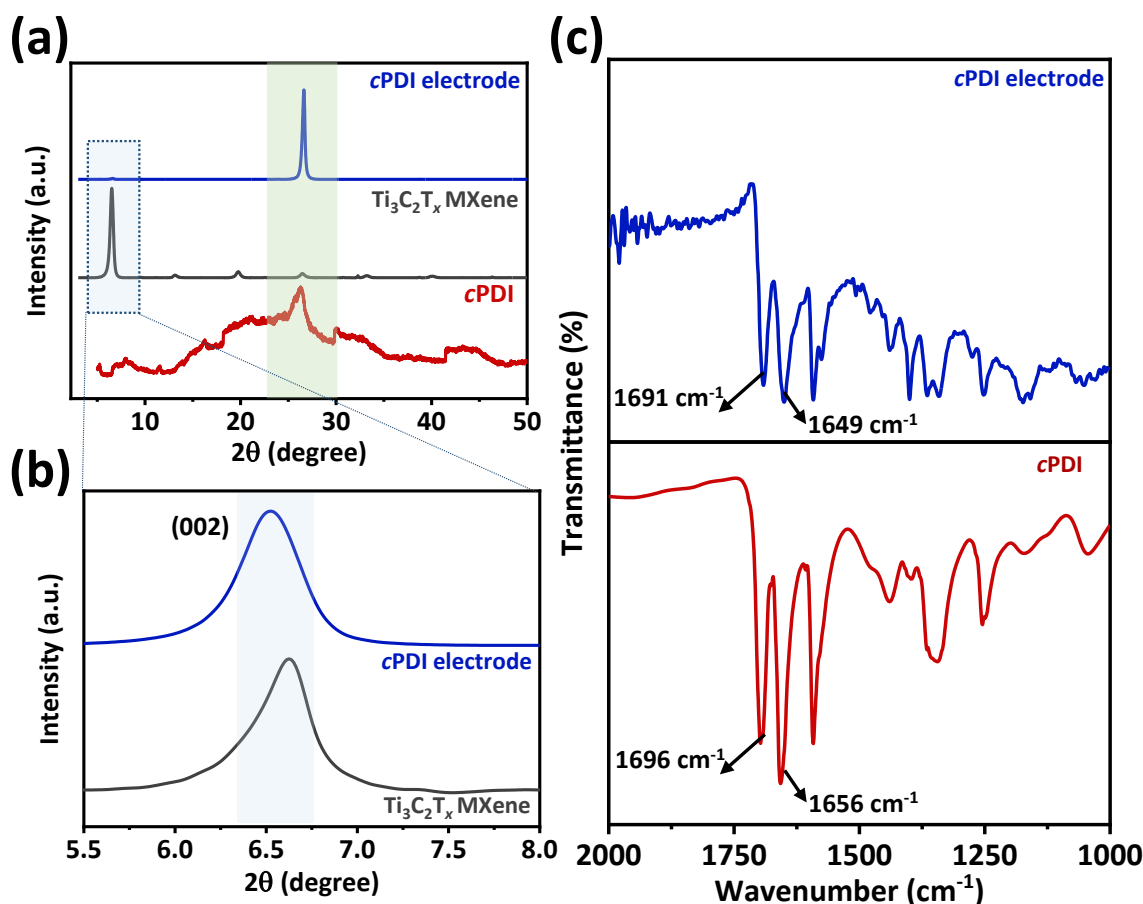 (a)
cPDI electrode
Ti₃C₂Tₓ MXene
cPDI
Intensity (a.u.)
10 20 30 40 50
2θ (degree)
(b)
(002)
cPDI electrode
Ti₃C₂Tₓ MXene
Intensity (a.u.)
5.5 6.0 6.5 7.0 7.5 8.0
2θ (degree)
(c)
cPDI electrode
1691 cm⁻¹
1649 cm⁻¹
cPDI
1696 cm⁻¹
1656 cm⁻¹
Transmittance (%)
2000 1750 1500 1250 1000
Wavenumber (cm⁻¹)